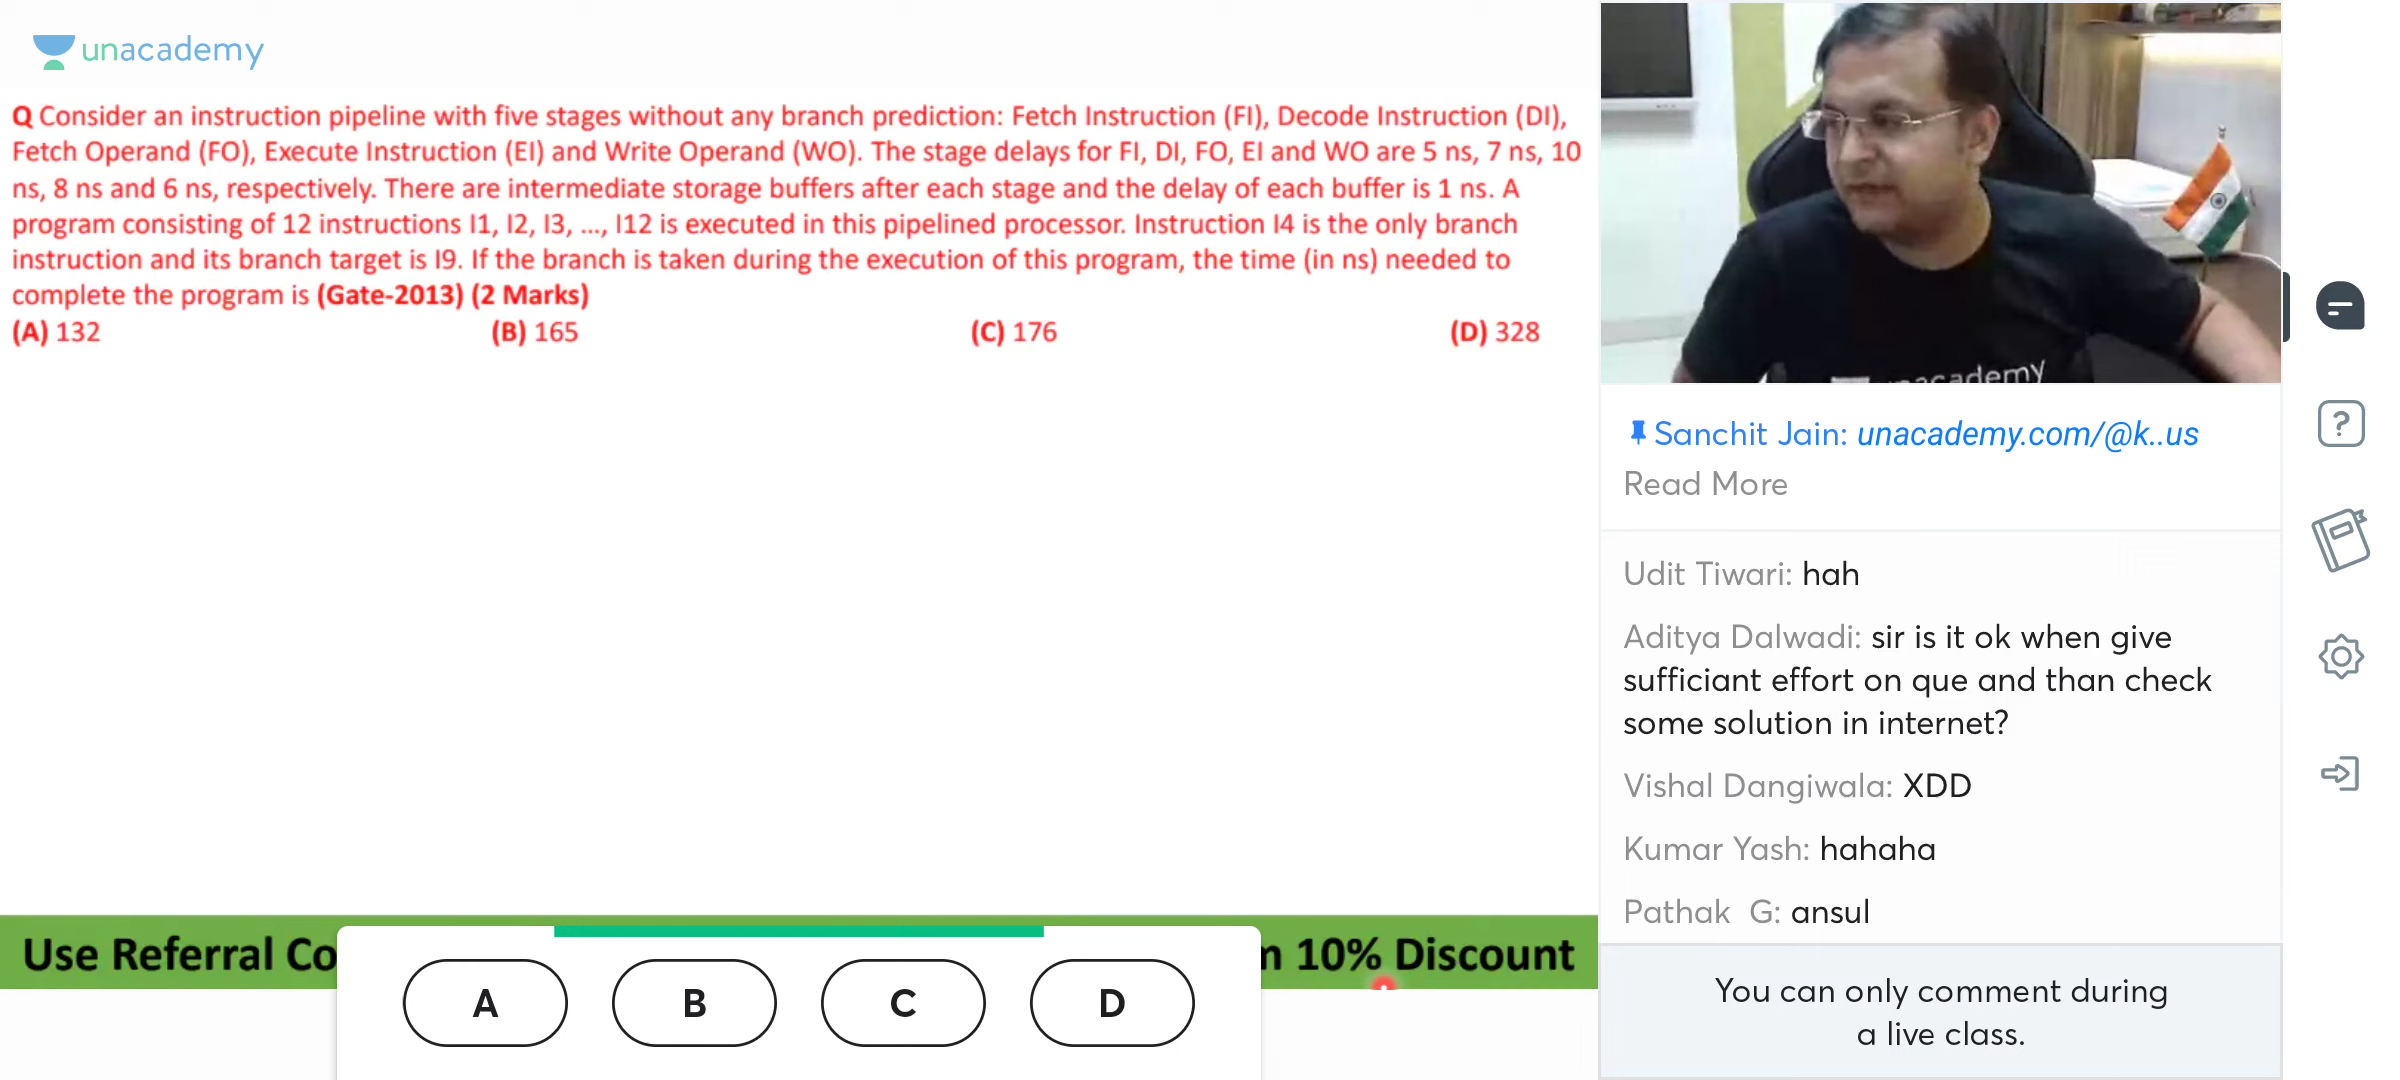 unacademy
Q Consider an instruction pipeline with five stages without any branch prediction: Fetch Instruction (FI), Decode Instruction (DI),
Fetch Operand (FO), Execute Instruction (EI) and Write Operand (WO). The stage delays for FI, DI, FO, EI and WO are 5 ns, 7 ns, 10
ns, 8 ns and 6 ns, respectively. There are intermediate storage buffers after each stage and the delay of each buffer is 1 ns. A
program consisting of 12 instructions I1, I2, I3, ..., I12 is executed in this pipelined processor. Instruction I4 is the only branch
instruction and its branch target is I9. If the branch is taken during the execution of this program, the time (in ns) needed to
complete the program is (Gate-2013) (2 Marks)
(A) 132 (B) 165 (C) 176 (D) 328
Use Referral Co
m 10% Discount
A B C D
unacademy
Sanchit Jain: unacademy.com/@k..us
Read More
Udit Tiwari: hah
Aditya Dalwadi: sir is it ok when give
sufficiant effort on que and than check
some solution in internet?
Vishal Dangiwala: XDD
Kumar Yash: hahaha
Pathak G: ansul
You can only comment during
a live class.
?